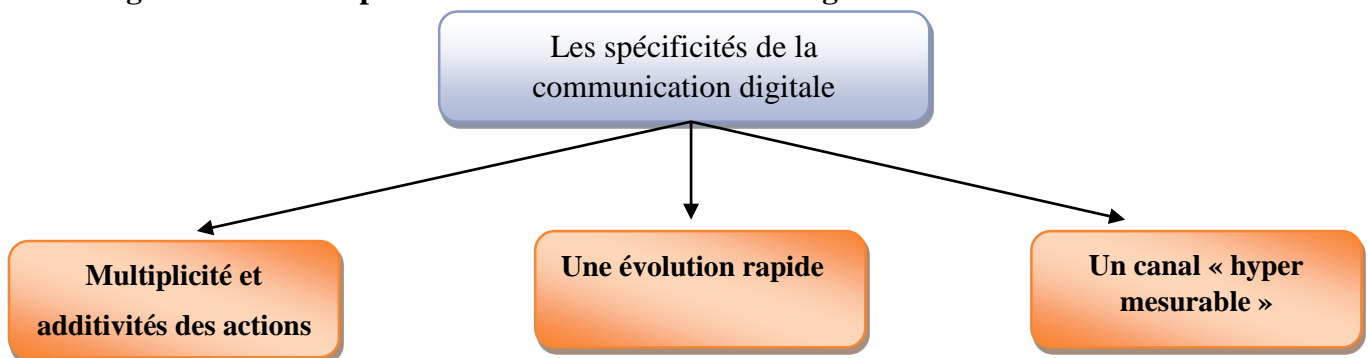 Les spécificités de la
communication digitale
Multiplicité et
additivités des actions
Une évolution rapide
Un canal « hyper
mesurable »